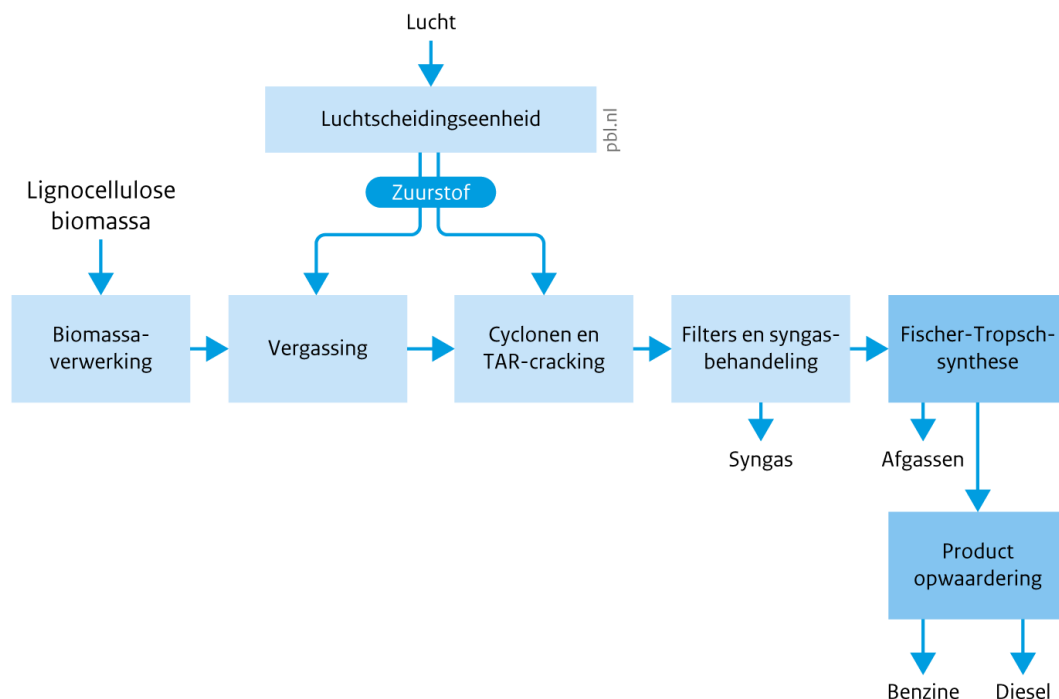 Lucht
Luchtscheidingseenheid
pbl.nl
Zuurstof
Lignocellulose
biomassa
Biomassa-
verwerking
Vergassing
Cyclonen en
TAR-cracking
Filters en syngas-
behandeling
Fischer-Tropsch-
synthese
Syngas
Afgassen
Product
opwaardering
Benzine
Diesel